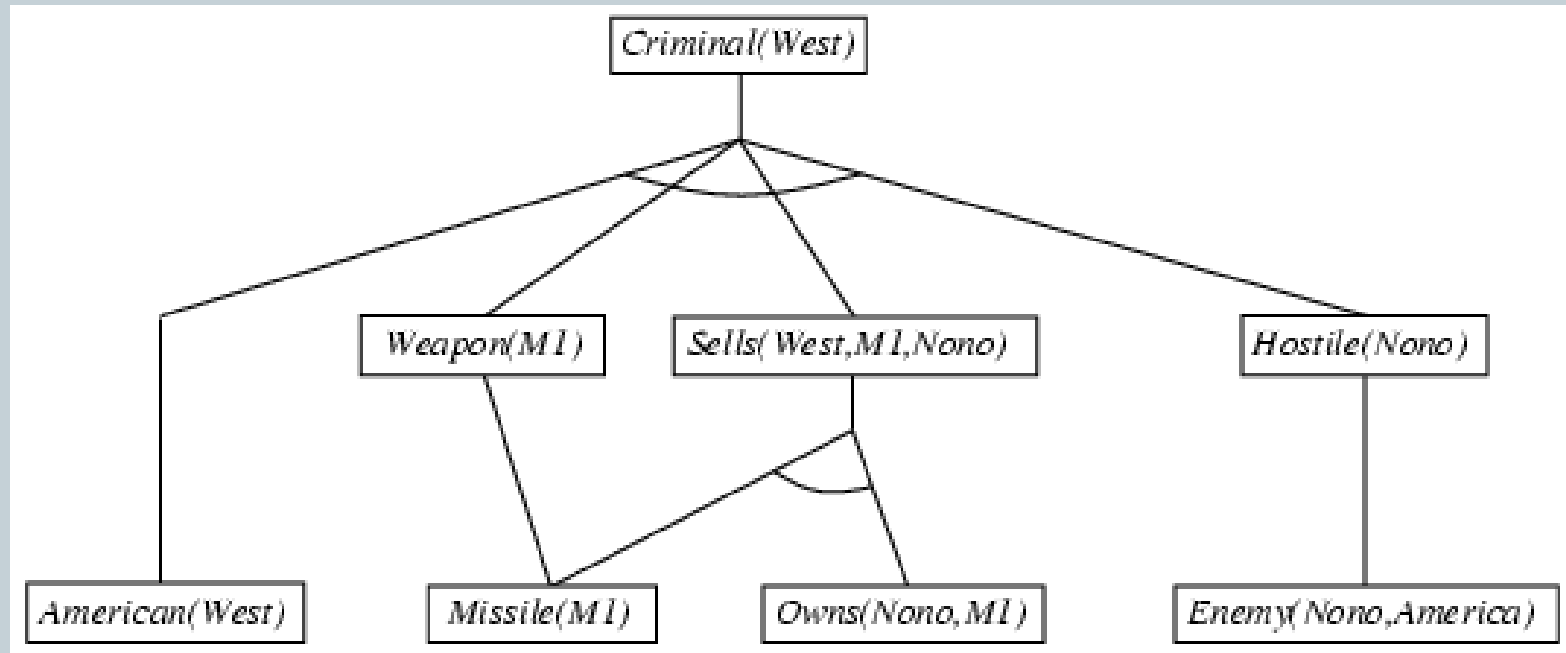 Criminal(West)
Weapon(M1)
Sells(West,M1,Nono)
Hostile(Nono)
American(West)
Missile(M1)
Owns(Nono,M1)
Enemy(Nono,America)